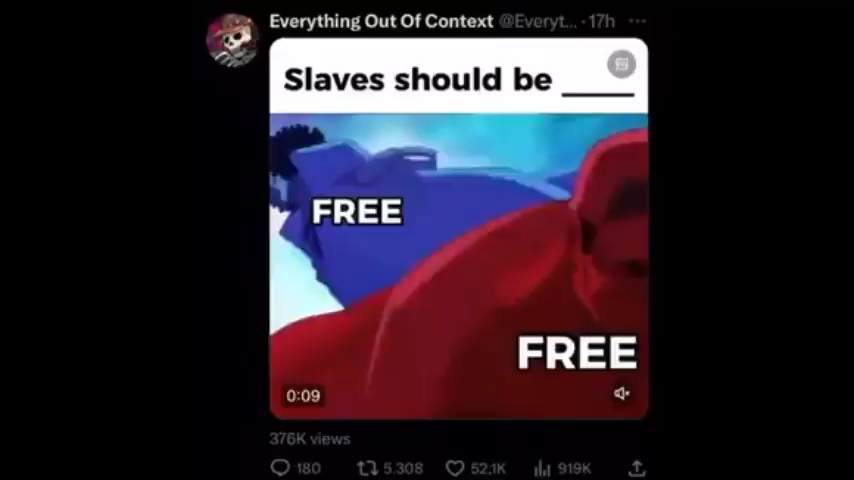 Everything Out Of Context @Everyt... · 17h
Slaves should be _____
FREE
FREE
0:09
376K views
180 5.308 52,1K 919K